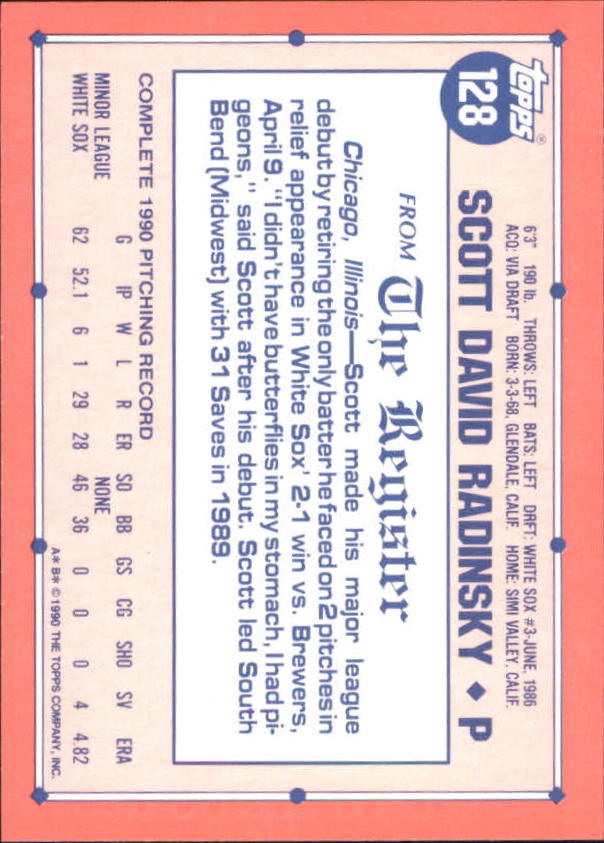 topps®
128
SCOTT DAVID RADINSKY ♦ P
6'3" 190 lb. THROWS: LEFT BATS: LEFT DRFT: WHITE SOX #3-JUNE, 1986
ACQ: VIA DRAFT BORN: 3-3-68, GLENDALE, CALIF. HOME: SIMI VALLEY, CALIF.
FROM The Register
Chicago, Illinois—Scott made his major league
debut by retiring the only batter he faced on 2 pitches in
relief appearance in White Sox' 2-1 win vs. Brewers,
April 9. "I didn't have butterflies in my stomach, I had pi-
geons," said Scott after his debut. Scott led South
Bend (Midwest) with 31 Saves in 1989.
COMPLETE 1990 PITCHING RECORD
G IP W L R ER SO BB GS CG SHO SV ERA
MINOR LEAGUE NONE
WHITE SOX 62 52.1 6 1 29 28 46 36 0 0 0 4 4.82
A* B* © 1990 THE TOPPS COMPANY, INC.